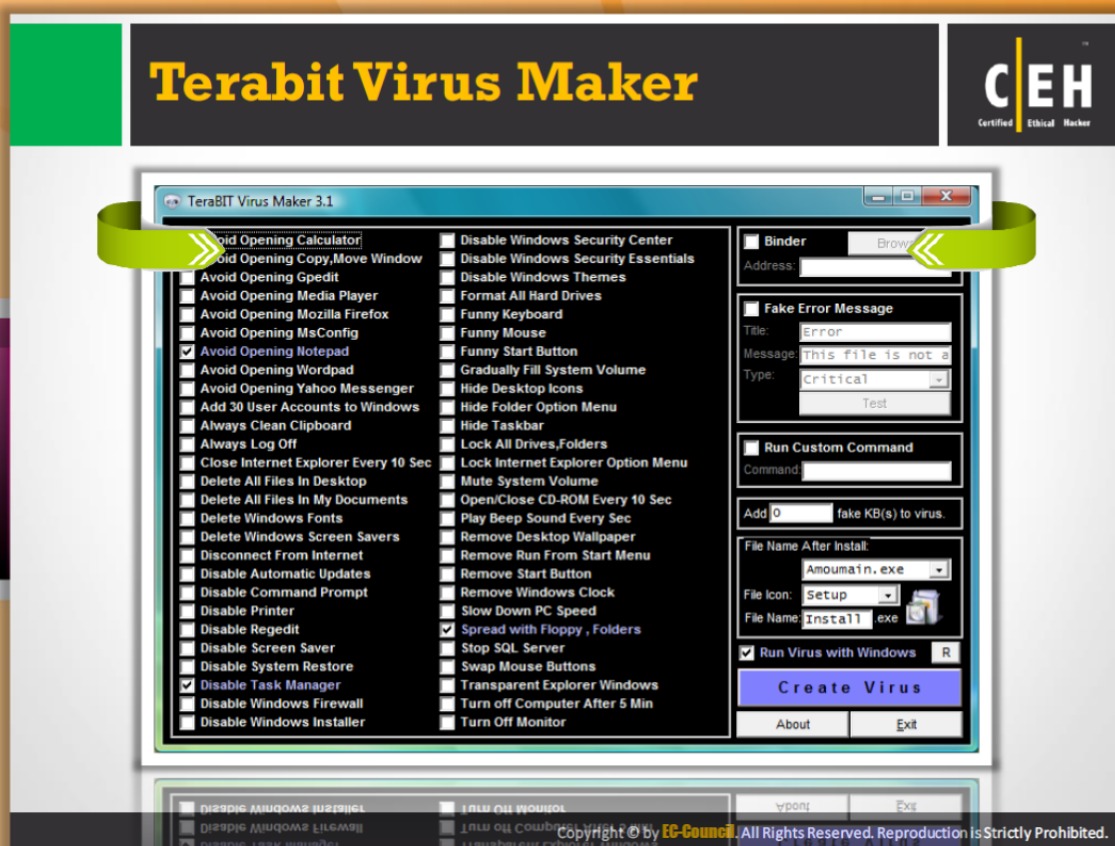 Terabit Virus Maker
CEH
Certified Ethical Hacker
TeraBIT Virus Maker 3.1
Opening Calculator
Opening Copy,Move Window
Avoid Opening Gpedit
Avoid Opening Media Player
Avoid Opening Mozilla Firefox
Avoid Opening MsConfig
Avoid Opening Notepad
Avoid Opening Wordpad
Avoid Opening Yahoo Messenger
Add 30 User Accounts to Windows
Always Clean Clipboard
Always Log Off
Close Internet Explorer Every 10 Sec
Delete All Files In Desktop
Delete All Files In My Documents
Delete Windows Fonts
Delete Windows Screen Savers
Disconnect From Internet
Disable Automatic Updates
Disable Command Prompt
Disable Printer
Disable Regedit
Disable Screen Saver
Disable System Restore
Disable Task Manager
Disable Windows Firewall
Disable Windows Installer
Disable Windows Security Center
Disable Windows Security Essentials
Disable Windows Themes
Format All Hard Drives
Funny Keyboard
Funny Mouse
Funny Start Button
Gradually Fill System Volume
Hide Desktop Icons
Hide Folder Option Menu
Hide Taskbar
Lock All Drives,Folders
Lock Internet Explorer Option Menu
Mute System Volume
Open/Close CD-ROM Every 10 Sec
Play Beep Sound Every Sec
Remove Desktop Wallpaper
Remove Run From Start Menu
Remove Start Button
Remove Windows Clock
Slow Down PC Speed
Spread with Floppy , Folders
Stop SQL Server
Swap Mouse Buttons
Transparent Explorer Windows
Turn off Computer After 5 Min
Turn Off Monitor
Binder
Address:
Fake Error Message
Title: Error
Message: This file is not a
Type: Critical
Test
Run Custom Command
Command:
Add 0 fake KB(s) to virus.
File Name After Install:
Amoumain.exe
File Icon: Setup
File Name: Install .exe
Run Virus with Windows R
Create Virus
About Exit
Copyright © by EC-Council. All Rights Reserved. Reproduction is Strictly Prohibited.